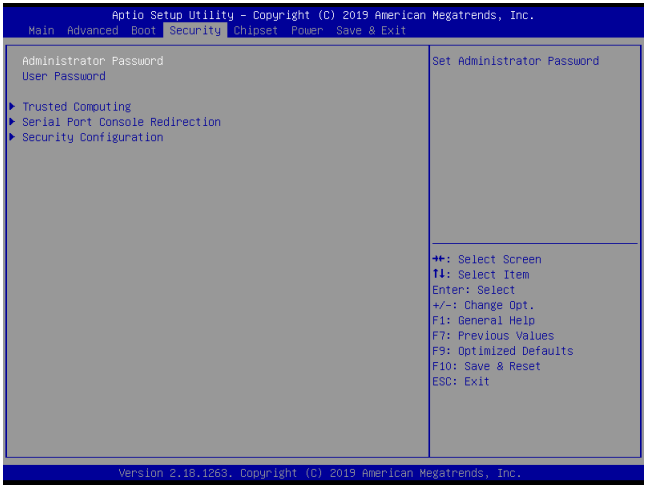 Aptio Setup Utility – Copyright (C) 2019 American Megatrends, Inc.
Main Advanced Boot Security Chipset Power Save & Exit
Administrator Password
User Password
Trusted Computing
Serial Port Console Redirection
Security Configuration
Set Administrator Password
→←: Select Screen
↑↓: Select Item
Enter: Select
+/-: Change Opt.
F1: General Help
F7: Previous Values
F9: Optimized Defaults
F10: Save & Reset
ESC: Exit
Version 2.18.1263. Copyright (C) 2019 American Megatrends, Inc.